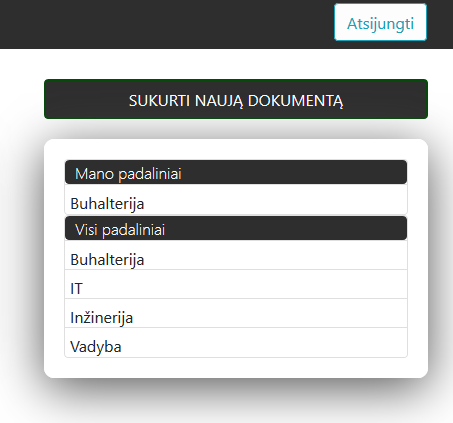 Atsijungti
SUKURTI NAUJĄ DOKUMENTĄ
Mano padaliniai
Buhalterija
Visi padaliniai
Buhalterija
IT
Inžinerija
Vadyba